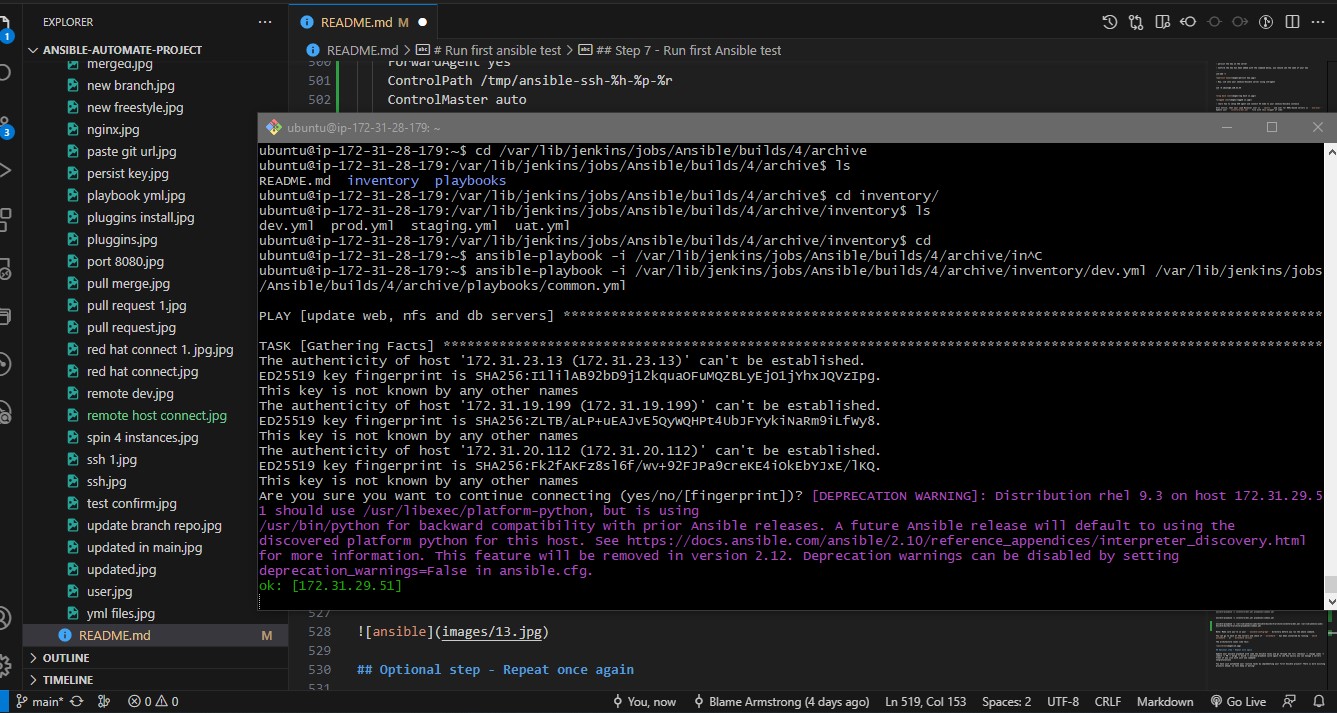 EXPLORER
ANSIBLE-AUTOMATE-PROJECT
merged.jpg
new branch.jpg
new freestyle.jpg
nginx.jpg
paste git url.jpg
persist key.jpg
playbook yml.jpg
pluggins install.jpg
pluggins.jpg
port 8080.jpg
pull merge.jpg
pull request 1.jpg
pull request.jpg
red hat connect 1. jpg.jpg
red hat connect.jpg
remote dev.jpg
remote host connect.jpg
spin 4 instances.jpg
ssh 1.jpg
ssh.jpg
test confirm.jpg
update branch repo.jpg
updated in main.jpg
updated.jpg
user.jpg
yml files.jpg
README.md M
OUTLINE
TIMELINE
1
3
README.md M
README.md > # Run first ansible test > ## Step 7 - Run first Ansible test
500 ForwardAgent yes
501 ControlPath /tmp/ansible-ssh-%h-%p-%r
502 ControlMaster auto
ubuntu@ip-172-31-28-179: ~
ubuntu@ip-172-31-28-179:~$ cd /var/lib/jenkins/jobs/Ansible/builds/4/archive
ubuntu@ip-172-31-28-179:/var/lib/jenkins/jobs/Ansible/builds/4/archive$ ls
README.md inventory playbooks
ubuntu@ip-172-31-28-179:/var/lib/jenkins/jobs/Ansible/builds/4/archive$ cd inventory/
ubuntu@ip-172-31-28-179:/var/lib/jenkins/jobs/Ansible/builds/4/archive/inventory$ ls
dev.yml prod.yml staging.yml uat.yml
ubuntu@ip-172-31-28-179:/var/lib/jenkins/jobs/Ansible/builds/4/archive/inventory$ cd
ubuntu@ip-172-31-28-179:~$ ansible-playbook -i /var/lib/jenkins/jobs/Ansible/builds/4/archive/in^C
ubuntu@ip-172-31-28-179:~$ ansible-playbook -i /var/lib/jenkins/jobs/Ansible/builds/4/archive/inventory/dev.yml /var/lib/jenkins/jobs
/Ansible/builds/4/archive/playbooks/common.yml
PLAY [update web, nfs and db servers] *****************************************************************************************
TASK [Gathering Facts] ********************************************************************************************************
The authenticity of host '172.31.23.13 (172.31.23.13)' can't be established.
ED25519 key fingerprint is SHA256:I1lilAB92bD9j12kquaOFuMQZBLyEjO1jYhxJQVzIpg.
This key is not known by any other names
The authenticity of host '172.31.19.199 (172.31.19.199)' can't be established.
ED25519 key fingerprint is SHA256:ZLTB/aLP+uEAJvE5QyWQHPt4UbJFYykiNaRm9iLfWy8.
This key is not known by any other names
The authenticity of host '172.31.20.112 (172.31.20.112)' can't be established.
ED25519 key fingerprint is SHA256:Fk2fAKFz8sl6f/wv+92FJPa9creKE4iOkEbYJxE/lKQ.
This key is not known by any other names
Are you sure you want to continue connecting (yes/no/[fingerprint])? [DEPRECATION WARNING]: Distribution rhel 9.3 on host 172.31.29.5
1 should use /usr/libexec/platform-python, but is using
/usr/bin/python for backward compatibility with prior Ansible releases. A future Ansible release will default to using the
discovered platform python for this host. See https://docs.ansible.com/ansible/2.10/reference_appendices/interpreter_discovery.html
for more information. This feature will be removed in version 2.12. Deprecation warnings can be disabled by setting
deprecation_warnings=False in ansible.cfg.
ok: [172.31.29.51]
527
528 ![ansible](images/13.jpg)
529
530 ## Optional step - Repeat once again
531
main* 0 0 You, now Blame Armstrong (4 days ago) Ln 519, Col 153 Spaces: 2 UTF-8 CRLF Markdown Go Live